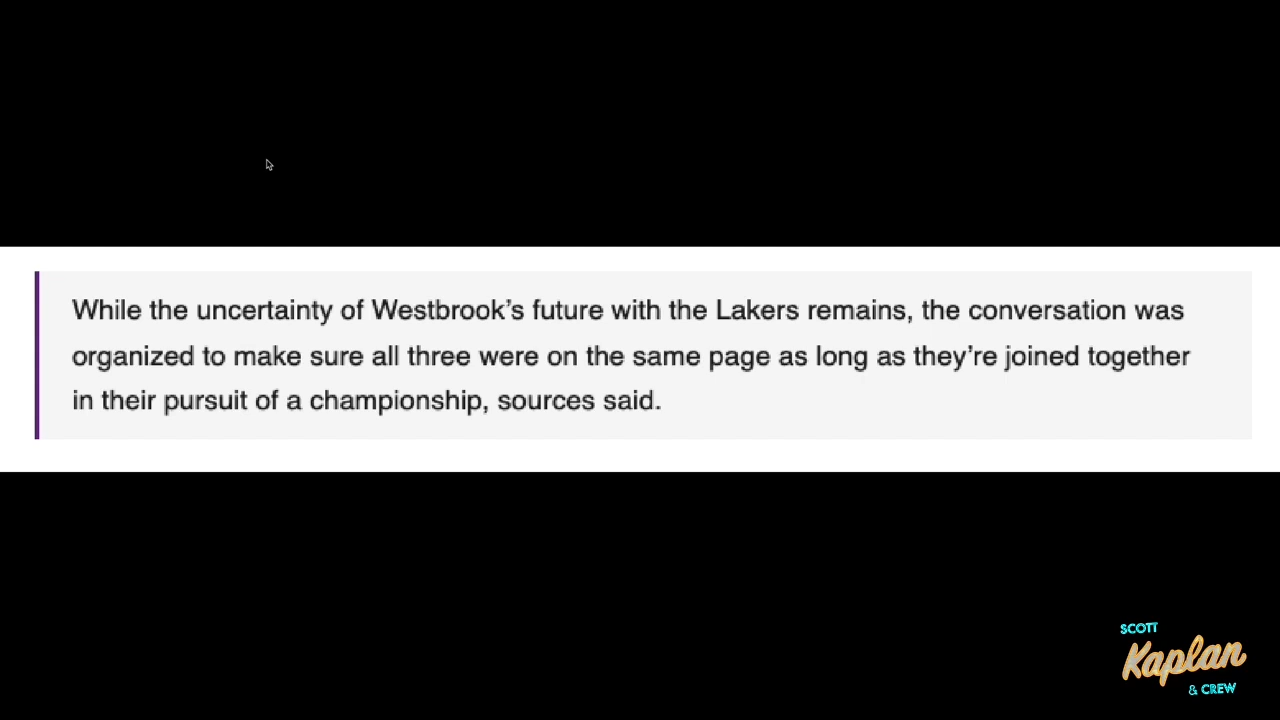 While the uncertainty of Westbrook’s future with the Lakers remains, the conversation was
organized to make sure all three were on the same page as long as they’re joined together
in their pursuit of a championship, sources said.
SCOTT
Kaplan
& CREW